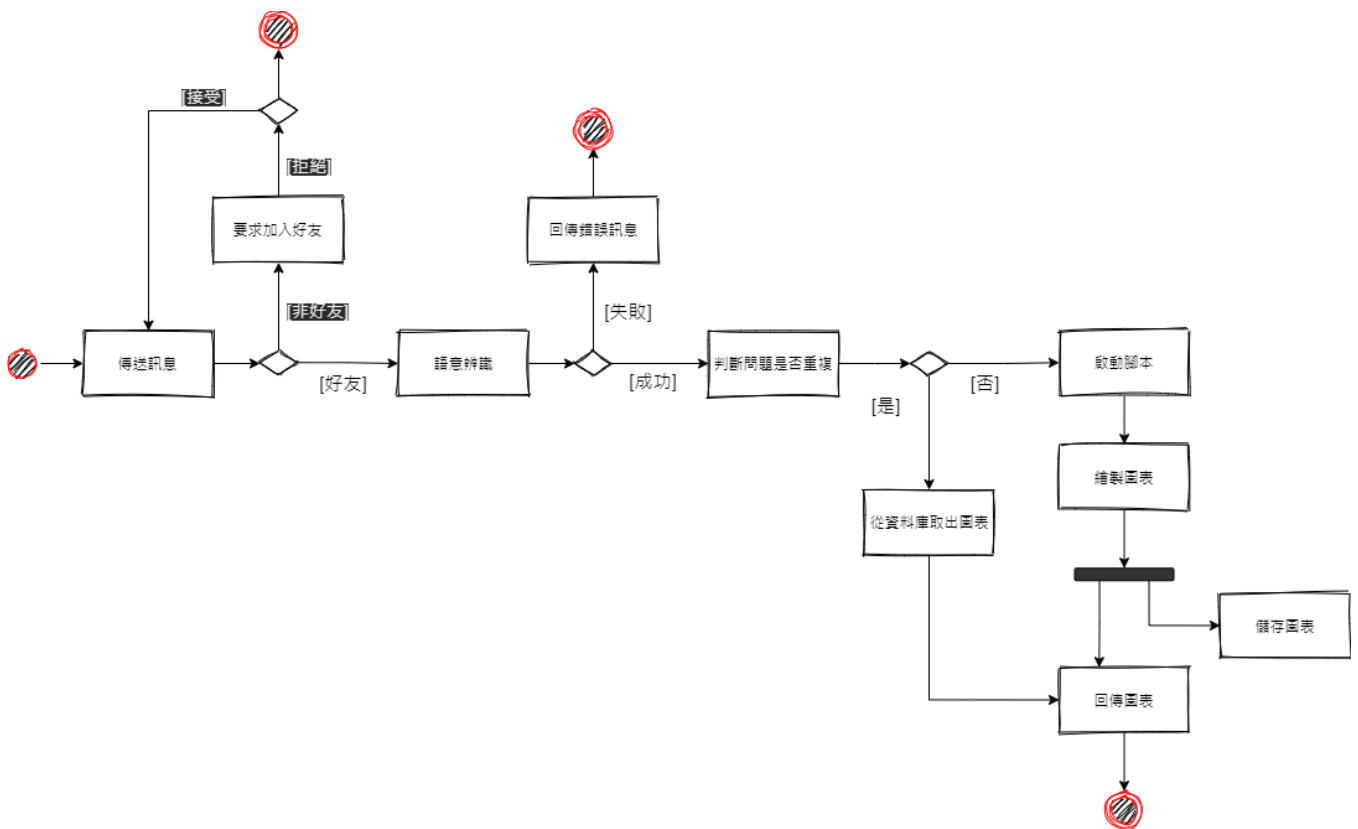 [接受]
[拒絕]
要求加入好友
回傳錯誤訊息
[非好友]
[失敗]
傳送訊息
[好友]
語意辨識
[成功]
判斷問題是否重複
[是]
[否]
啟動腳本
繪製圖表
從資料庫取出圖表
儲存圖表
回傳圖表